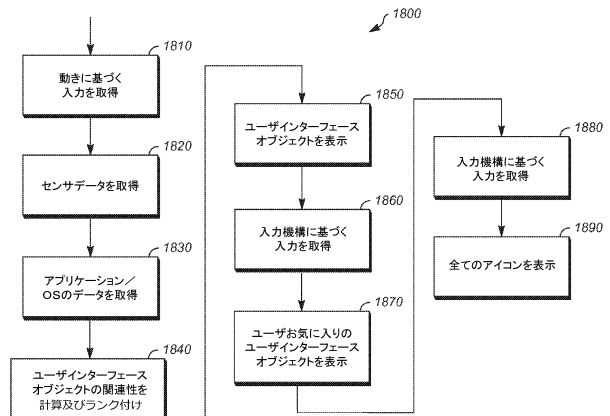 1800
1810
動きに基づく
入力を取得
1820
センサデータを取得
1830
アプリケーション／
OSのデータを取得
1840
ユーザインターフェース
オブジェクトの関連性を
計算及びランク付け
1850
ユーザインターフェース
オブジェクトを表示
1860
入力機構に基づく
入力を取得
1870
ユーザお気に入りの
ユーザインターフェース
オブジェクトを表示
1880
入力機構に基づく
入力を取得
1890
全てのアイコンを表示